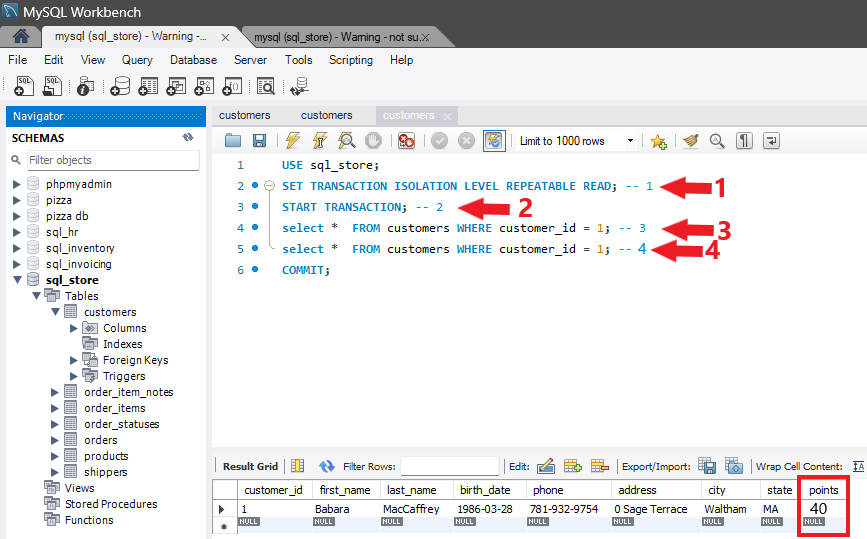 MySQL Workbench
mysql (sql_store) - Warning -...
mysql (sql_store) - Warning - not su...
File Edit View Query Database Server Tools Scripting Help
Navigator
customers customers customers
SCHEMAS
Limit to 1000 rows
Filter objects
phpmyadmin
pizza
pizza db
sql_hr
sql_inventory
sql_invoicing
sql_store
Tables
customers
Columns
Indexes
Foreign Keys
Triggers
order_item_notes
order_items
order_statuses
orders
products
shippers
Views
Stored Procedures
Functions
1 USE sql_store;
2 SET TRANSACTION ISOLATION LEVEL REPEATABLE READ; -- 1 1
3 START TRANSACTION; -- 2 2
4 select * FROM customers WHERE customer_id = 1; -- 3 3
5 select * FROM customers WHERE customer_id = 1; -- 4 4
6 COMMIT;
Result Grid Filter Rows: Edit: Export/Import: Wrap Cell Content: IA
customer_id first_name last_name birth_date phone address city state points
1 Babara MacCaffrey 1986-03-28 781-932-9754 0 Sage Terrace Waltham MA 40
NULL NULL NULL NULL NULL NULL NULL NULL NULL